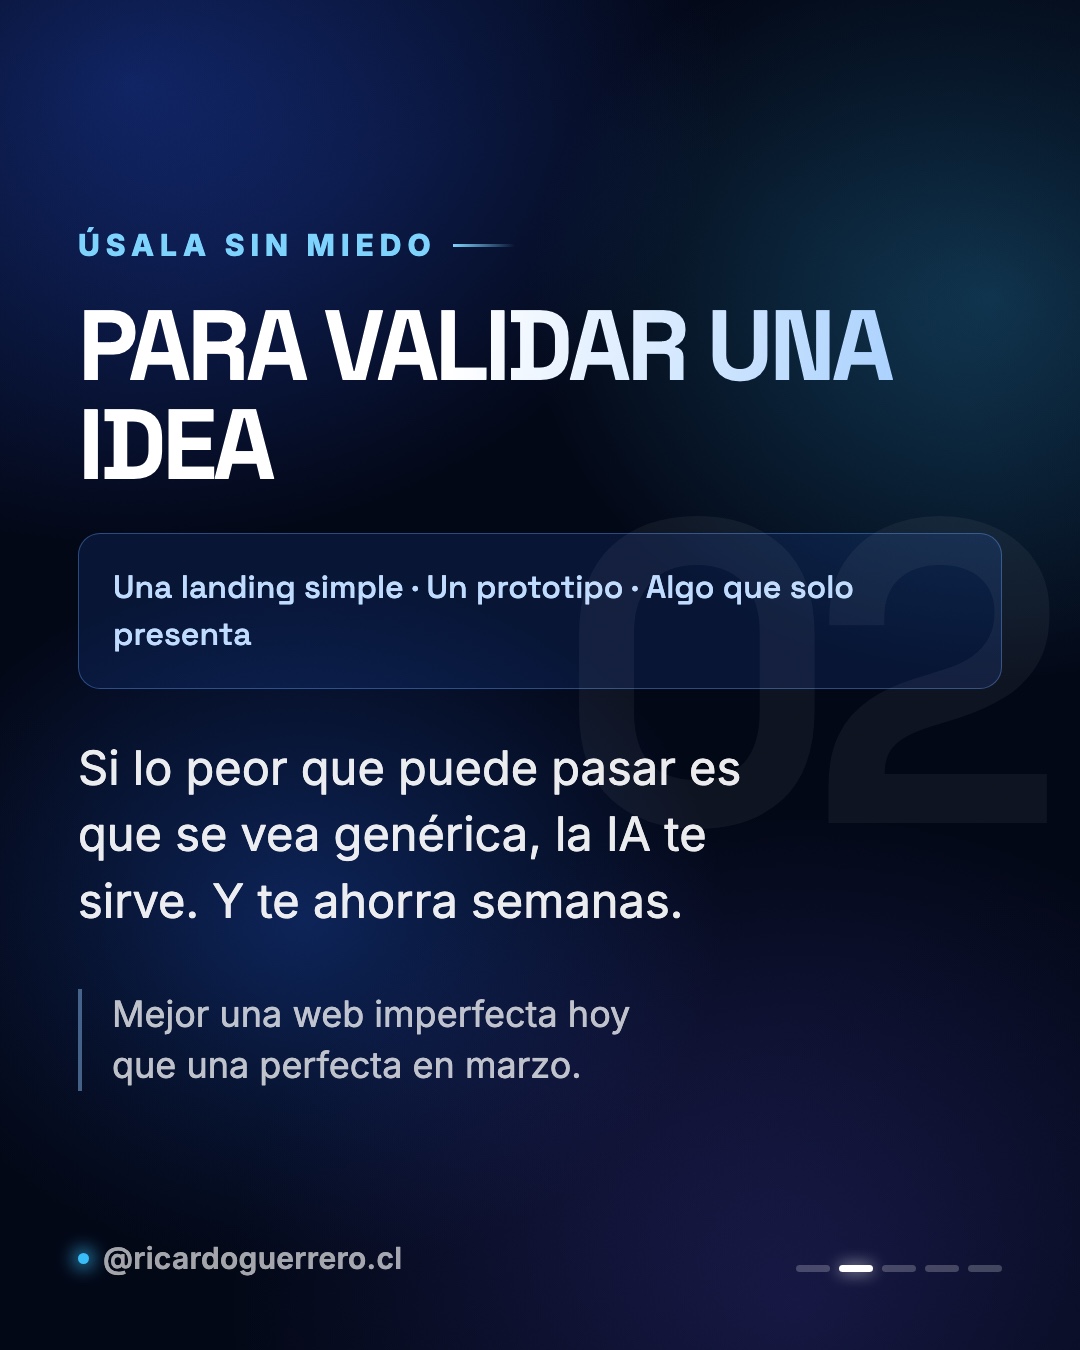 ÚSALA SIN MIEDO
PARA VALIDAR UNA
IDEA
02
Una landing simple · Un prototipo · Algo que solo
presenta
Si lo peor que puede pasar es
que se vea genérica, la IA te
sirve. Y te ahorra semanas.
Mejor una web imperfecta hoy
que una perfecta en marzo.
@ricardoguerrero.cl